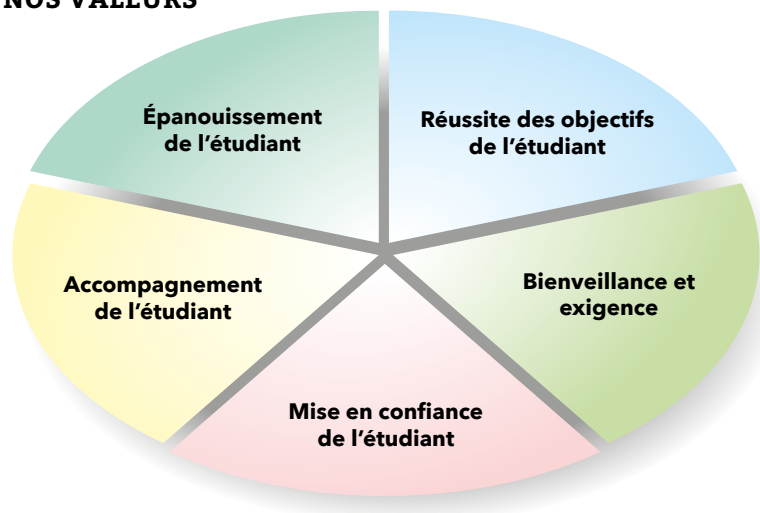 NOS VALEURS
Épanouissement
de l’étudiant
Réussite des objectifs
de l’étudiant
Accompagnement
de l’étudiant
Bienveillance et
exigence
Mise en confiance
de l’étudiant